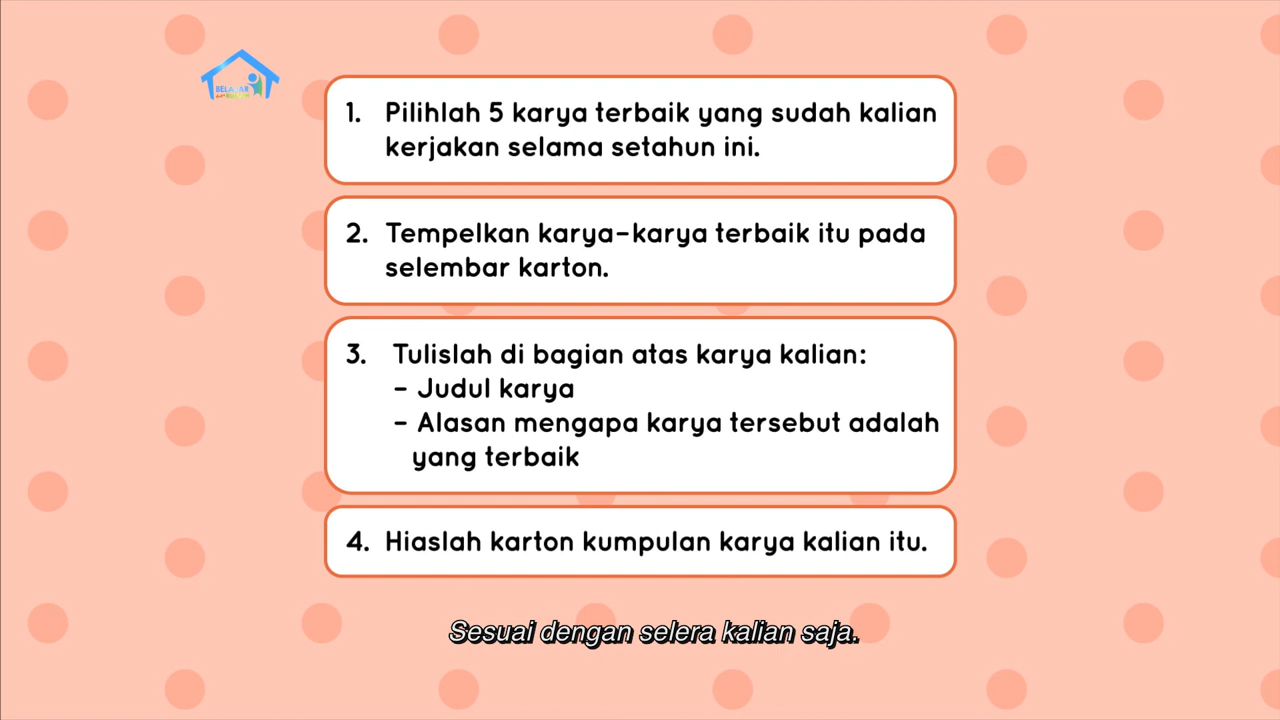 BELAJAR
1. Pilihlah 5 karya terbaik yang sudah kalian
kerjakan selama setahun ini.
2. Tempelkan karya-karya terbaik itu pada
selembar karton.
3. Tulislah di bagian atas karya kalian:
- Judul karya
- Alasan mengapa karya tersebut adalah
yang terbaik
4. Hiaslah karton kumpulan karya kalian itu.
Sesuai dengan selera kalian saja.